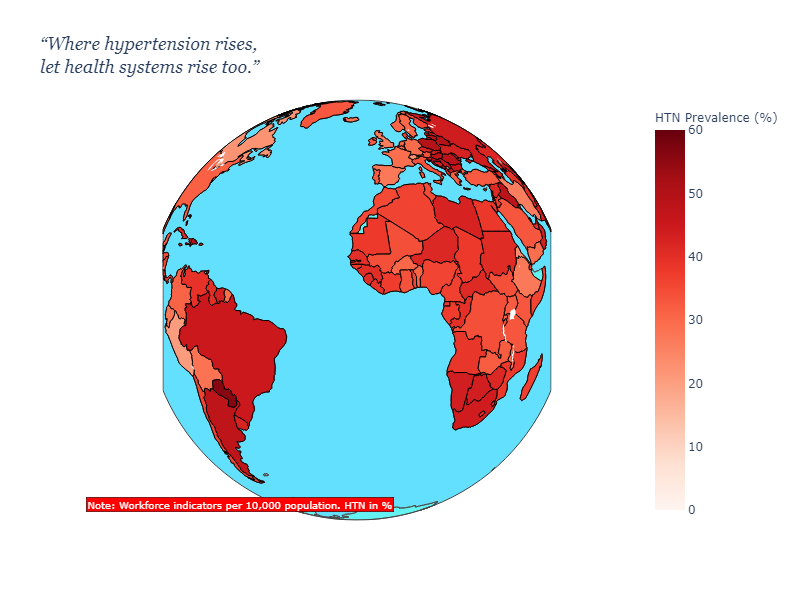 “Where hypertension rises,
let health systems rise too.”
HTN Prevalence (%)
60
50
40
30
20
10
0
Note: Workforce indicators per 10,000 population. HTN in %